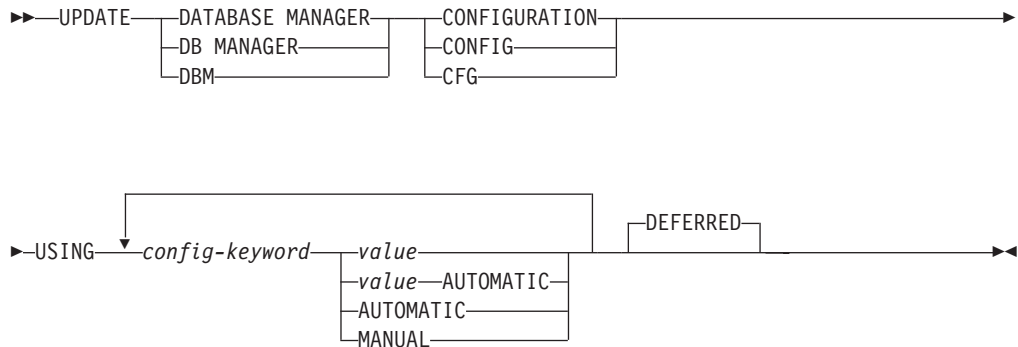 UPDATE DATABASE MANAGER CONFIGURATION
DB MANAGER CONFIG
DBM CFG
DEFERRED
USING config-keyword value
value AUTOMATIC
AUTOMATIC
MANUAL